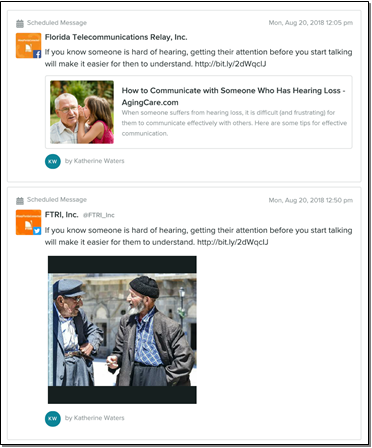 Scheduled Message Mon, Aug 20, 2018 12:05 pm
Florida Telecommunications Relay, Inc.
If you know someone is hard of hearing, getting their attention before you start talking
will make it easier for then to understand. http://bit.ly/2dWqclJ
How to Communicate with Someone Who Has Hearing Loss -
AgingCare.com
When someone suffers from hearing loss, it is difficult (and frustrating) for
them to communicate effectively with others. Here are some tips for effective
communication.
KW by Katherine Waters
Scheduled Message Mon, Aug 20, 2018 12:50 pm
FTRI, Inc. @FTRI_Inc
If you know someone is hard of hearing, getting their attention before you start talking
will make it easier for them to understand. http://bit.ly/2dWqclJ
KW by Katherine Waters